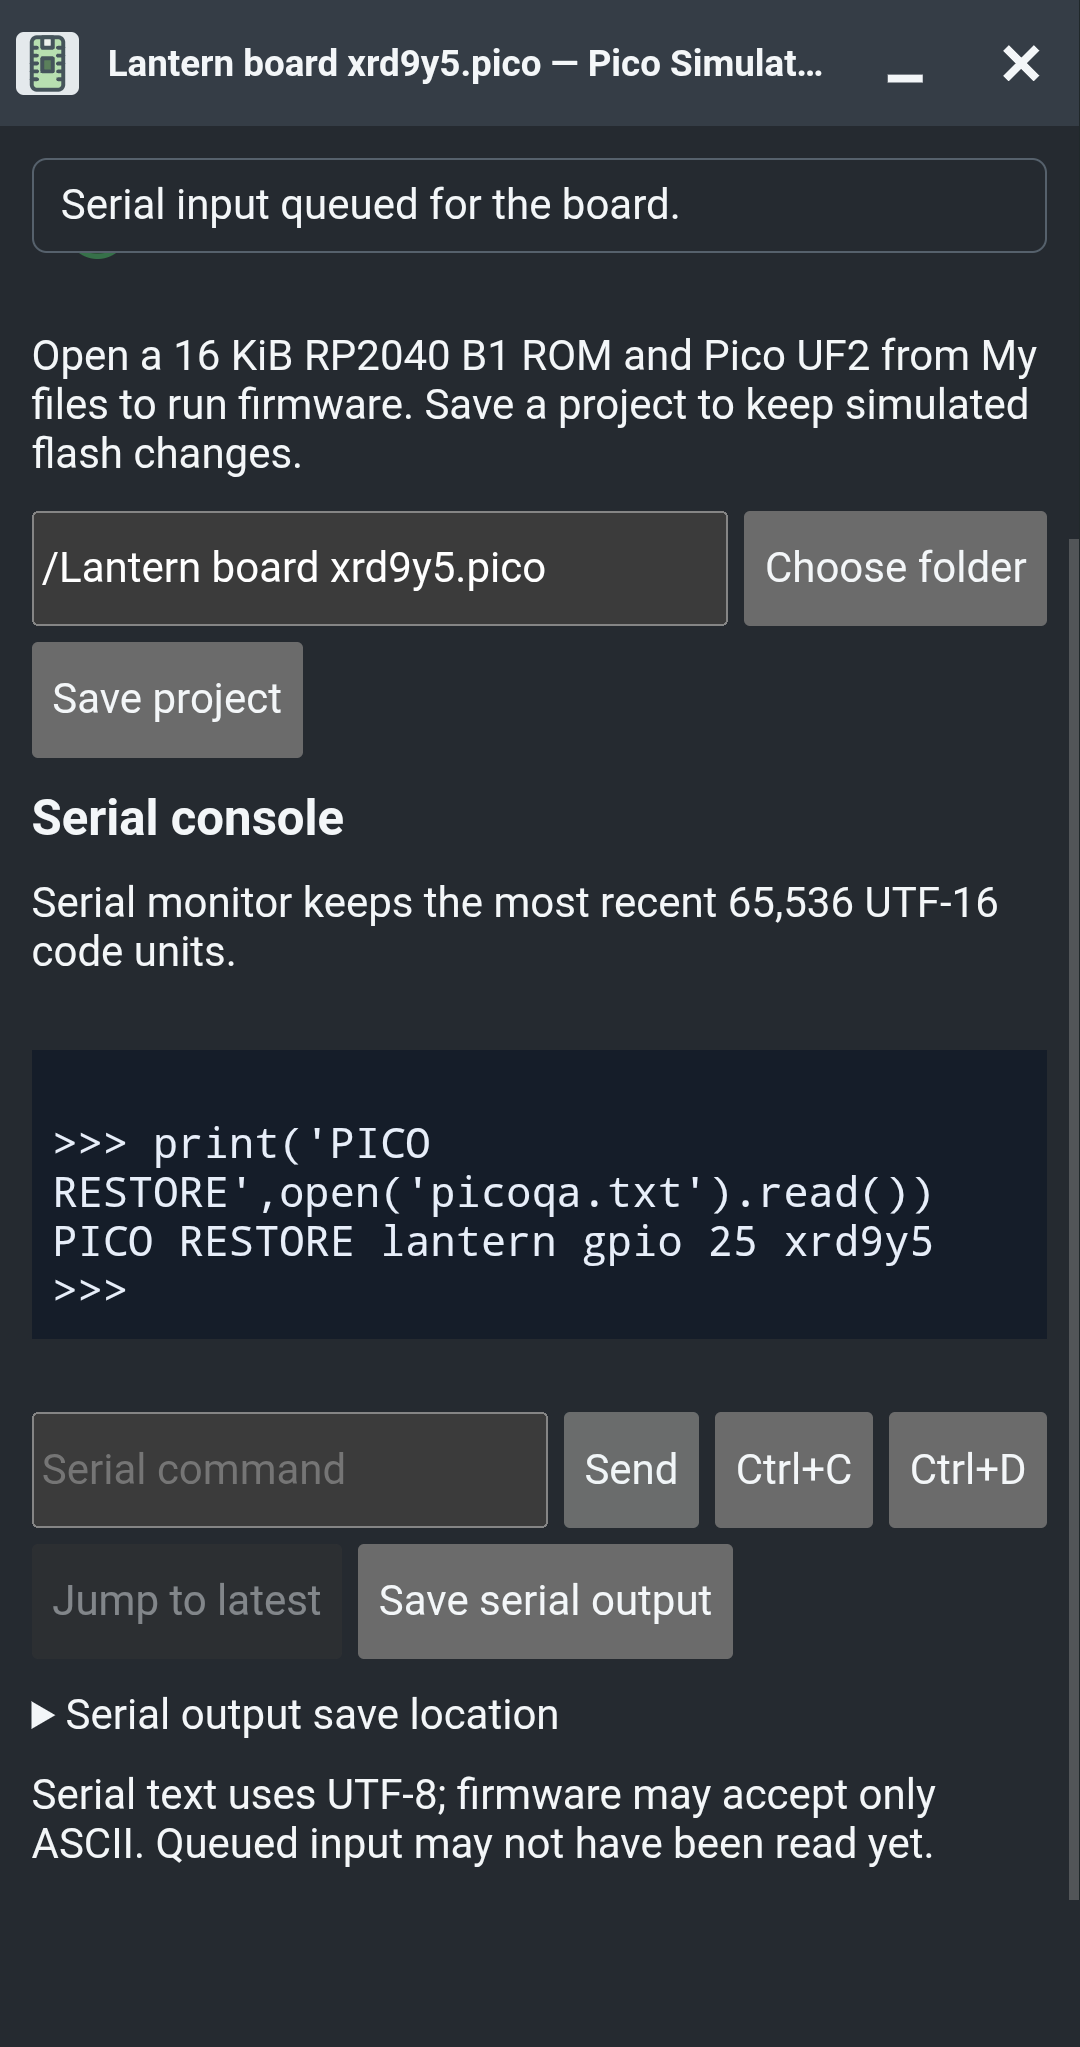 Lantern board xrd9y5.pico — Pico Simulat…
Serial input queued for the board.
Open a 16 KiB RP2040 B1 ROM and Pico UF2 from My
files to run firmware. Save a project to keep simulated
flash changes.
/Lantern board xrd9y5.pico
Choose folder
Save project
Serial console
Serial monitor keeps the most recent 65,536 UTF-16
code units.
>>> print('PICO
RESTORE',open('picoqa.txt').read())
PICO RESTORE lantern gpio 25 xrd9y5
>>>
Serial command
Send
Ctrl+C
Ctrl+D
Jump to latest
Save serial output
Serial output save location
Serial text uses UTF-8; firmware may accept only
ASCII. Queued input may not have been read yet.